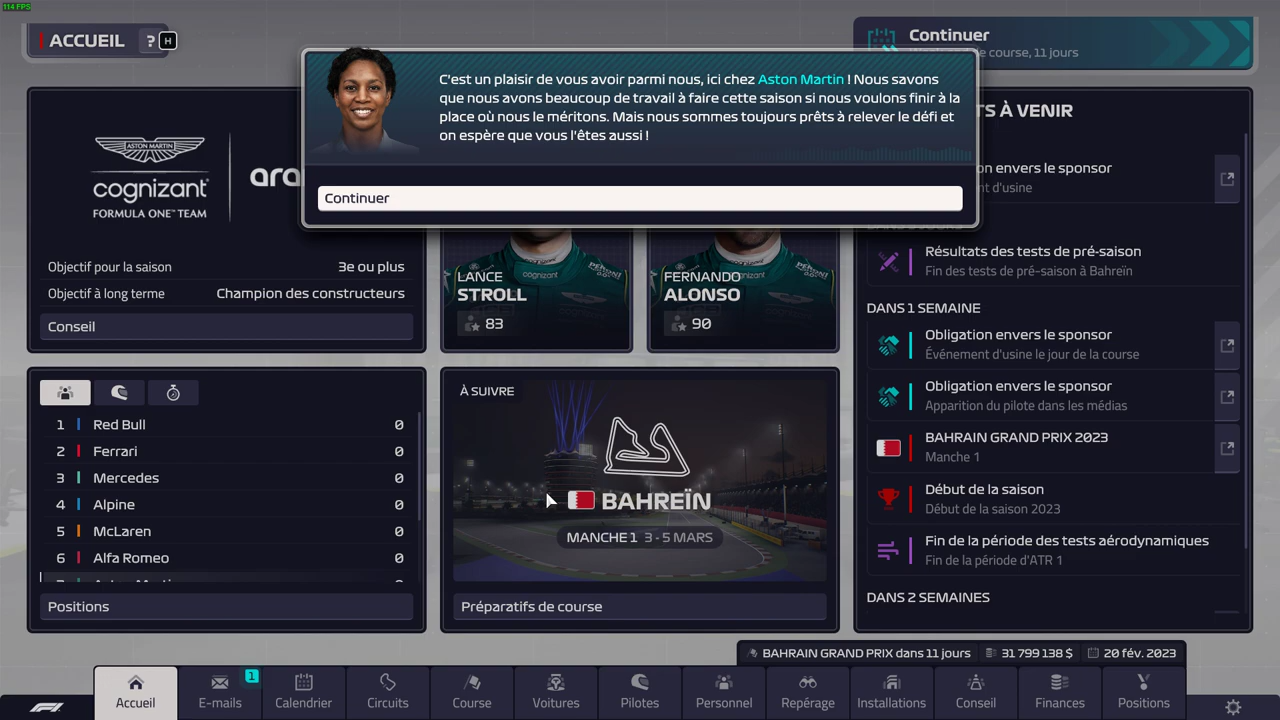 114 FPS
ACCUEIL
? H
Continuer
de course, 11 jours
C'est un plaisir de vous avoir parmi nous, ici chez Aston Martin ! Nous savons
que nous avons beaucoup de travail à faire cette saison si nous voulons finir à la
place où nous le méritons. Mais nous sommes toujours prêts à relever le défi et
on espère que vous l'êtes aussi !
Continuer
ASTON MARTIN
cognizant
FORMULA ONE™ TEAM
ara
Objectif pour la saison 3e ou plus
Objectif à long terme Champion des constructeurs
Conseil
cognizant
LANCE
STROLL
83
cognizant
FERNANDO
ALONSO
90
TS À VENIR
ation envers le sponsor
ent d'usine
Résultats des tests de pré-saison
Fin des tests de pré-saison à Bahreïn
DANS 1 SEMAINE
Obligation envers le sponsor
Événement d'usine le jour de la course
Obligation envers le sponsor
Apparition du pilote dans les médias
BAHRAIN GRAND PRIX 2023
Manche 1
Début de la saison
Début de la saison 2023
Fin de la période des tests aérodynamiques
Fin de la période d'ATR 1
DANS 2 SEMAINES
1 Red Bull 0
2 Ferrari 0
3 Mercedes 0
4 Alpine 0
5 McLaren 0
6 Alfa Romeo 0
Positions
À SUIVRE
BAHREÏN
MANCHE 1 3 - 5 MARS
Préparatifs de course
BAHRAIN GRAND PRIX dans 11 jours 31 799 138 $ 20 fév. 2023
Accueil
E-mails
1
Calendrier
Circuits
Course
Voitures
Pilotes
Personnel
Repérage
Installations
Conseil
Finances
Positions